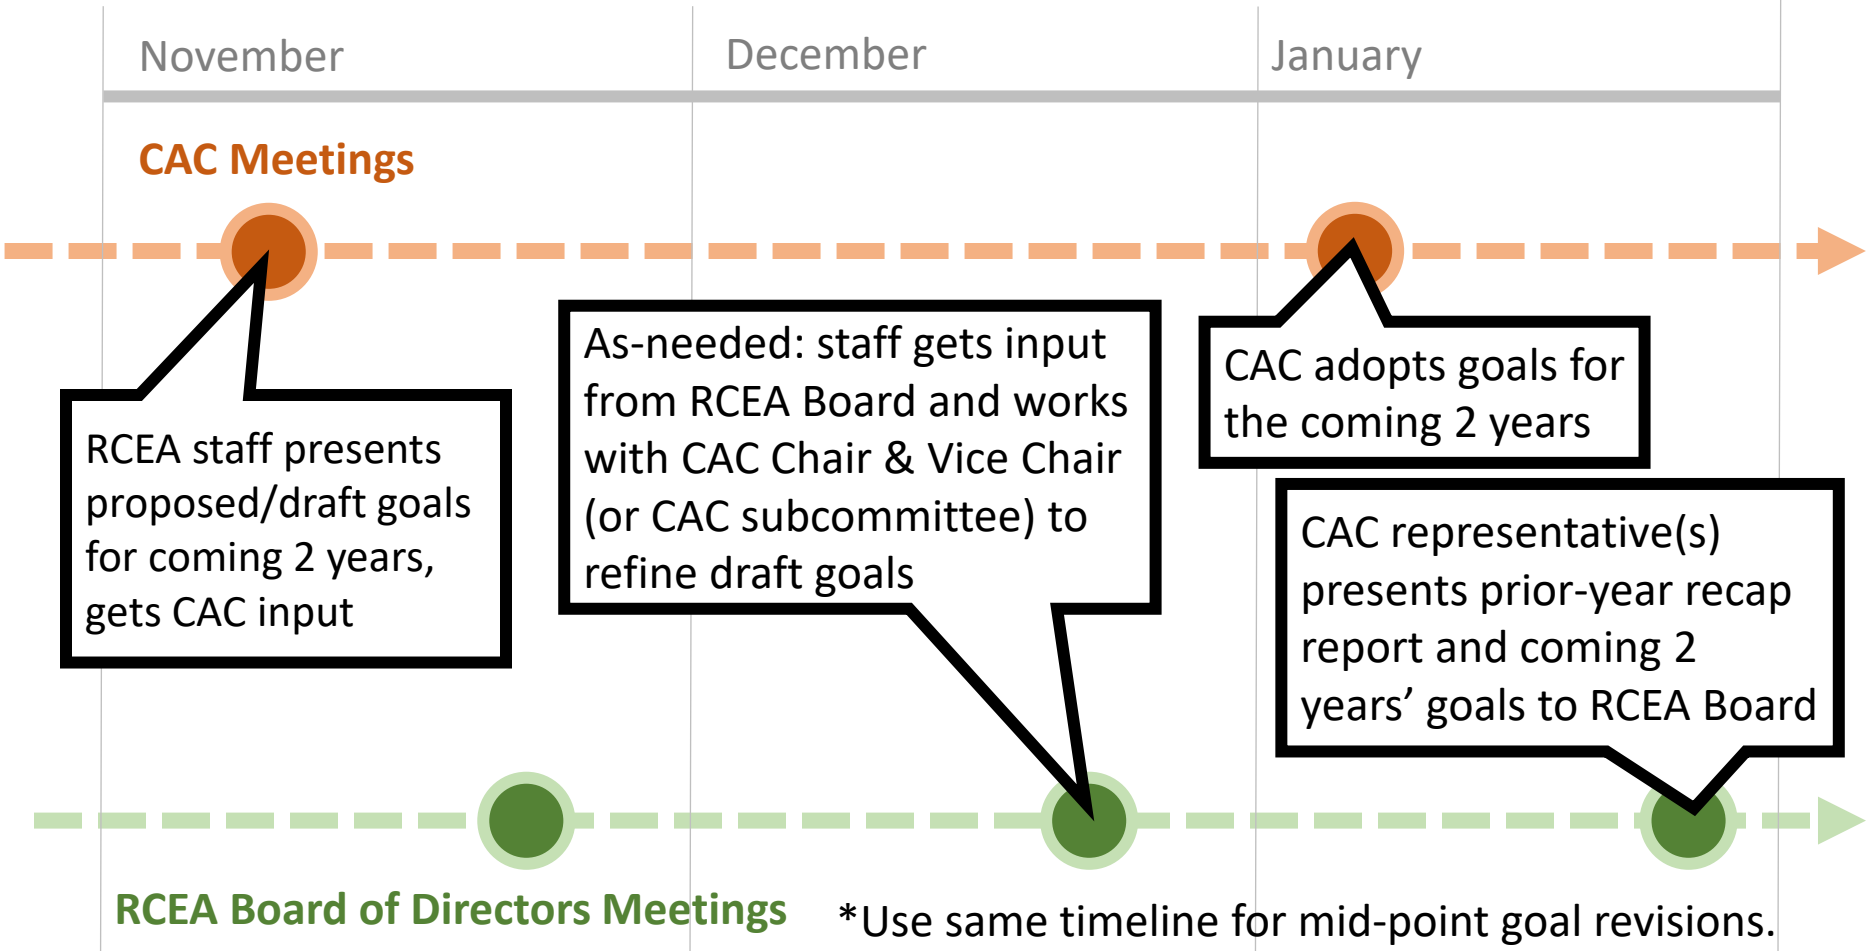 November
December
January
CAC Meetings
RCEA staff presents
proposed/draft goals
for coming 2 years,
gets CAC input
As-needed: staff gets input
from RCEA Board and works
with CAC Chair & Vice Chair
(or CAC subcommittee) to
refine draft goals
CAC adopts goals for
the coming 2 years
CAC representative(s)
presents prior-year recap
report and coming 2
years’ goals to RCEA Board
RCEA Board of Directors Meetings
*Use same timeline for mid-point goal revisions.